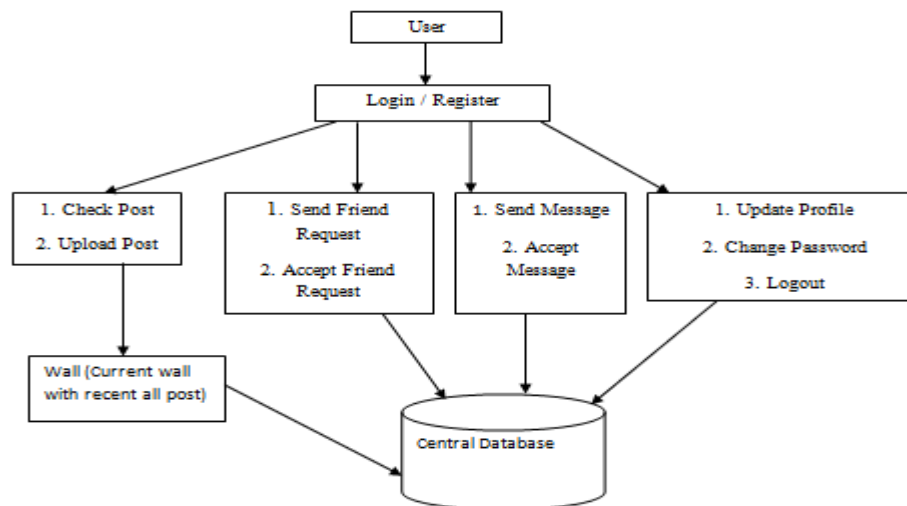 User
Login / Register
1. Check Post
2. Upload Post
1. Send Friend
Request
2. Accept Friend
Request
1. Send Message
2. Accept
Message
1. Update Profile
2. Change Password
3. Logout
Wall (Current wall
with recent all post)
Central Database